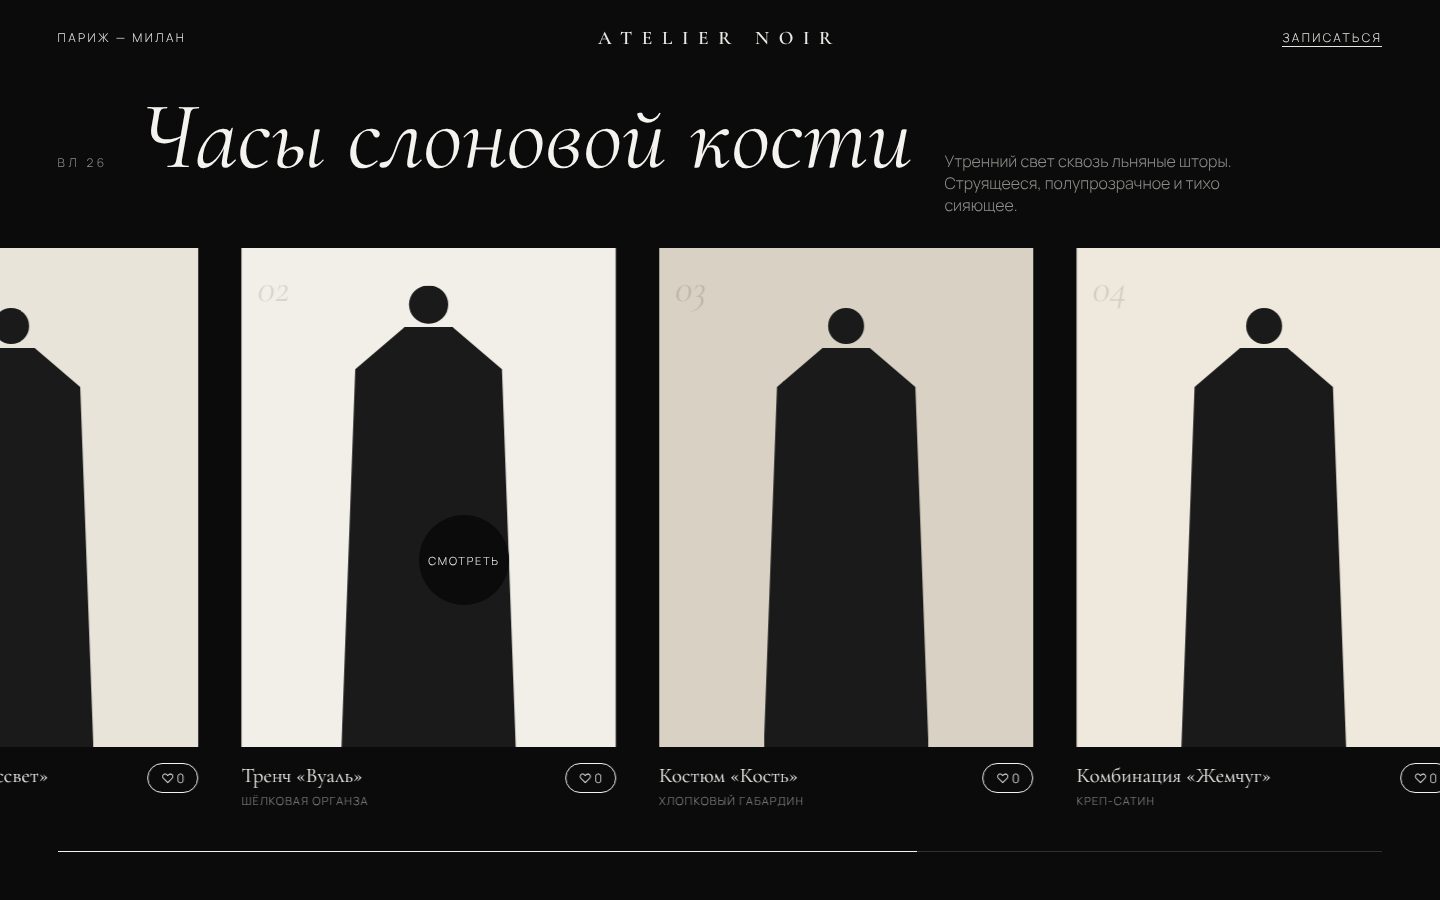 ПАРИЖ — МИЛАН
ATELIER NOIR
ЗАПИСАТЬСЯ
ВЛ 26
Часы слоновой кости
Утренний свет сквозь льняные шторы.
Струящееся, полупрозрачное и тихо
сияющее.
02
03
04
СМОТРЕТЬ
0
Тренч «Вуаль»
0
ШЁЛКОВАЯ ОРГАНЗА
Костюм «Кость»
0
ХЛОПКОВЫЙ ГАБАРДИН
Комбинация «Жемчуг»
0
КРЕП-САТИН